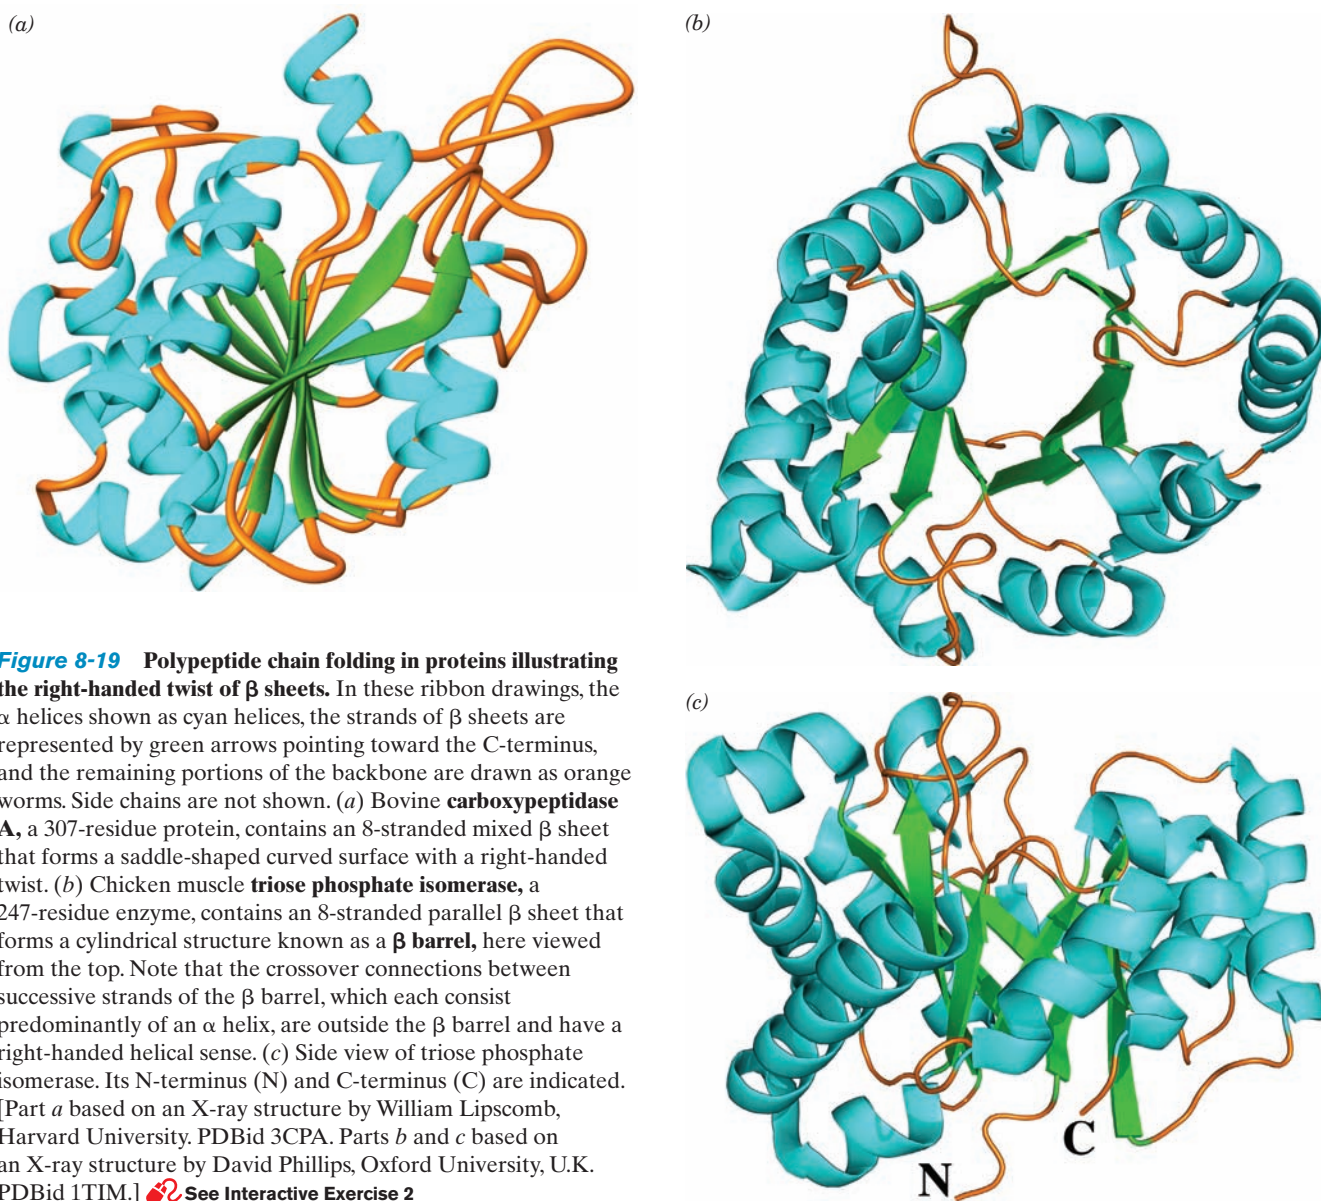 (a)
(b)
Figure 8-19 Polypeptide chain folding in proteins illustrating
the right-handed twist of β sheets. In these ribbon drawings, the
α helices shown as cyan helices, the strands of β sheets are
represented by green arrows pointing toward the C-terminus,
and the remaining portions of the backbone are drawn as orange
worms. Side chains are not shown. (a) Bovine carboxypeptidase
A, a 307-residue protein, contains an 8-stranded mixed β sheet
that forms a saddle-shaped curved surface with a right-handed
twist. (b) Chicken muscle triose phosphate isomerase, a
247-residue enzyme, contains an 8-stranded parallel β sheet that
forms a cylindrical structure known as a β barrel, here viewed
from the top. Note that the crossover connections between
successive strands of the β barrel, which each consist
predominantly of an α helix, are outside the β barrel and have a
right-handed helical sense. (c) Side view of triose phosphate
isomerase. Its N-terminus (N) and C-terminus (C) are indicated.
[Part a based on an X-ray structure by William Lipscomb,
Harvard University. PDBid 3CPA. Parts b and c based on
an X-ray structure by David Phillips, Oxford University, U.K.
PDBid 1TIM.] See Interactive Exercise 2
(c)
C
N